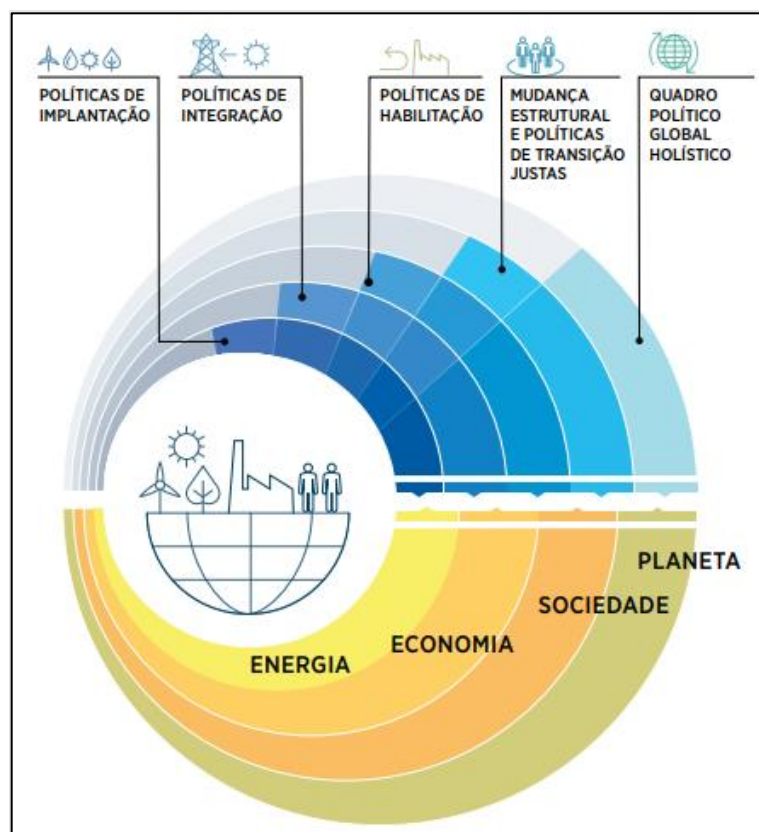 POLÍTICAS DE
IMPLANTAÇÃO
POLÍTICAS DE
INTEGRAÇÃO
POLÍTICAS DE
HABILITAÇÃO
MUDANÇA
ESTRUTURAL
E POLÍTICAS
DE TRANSIÇÃO
JUSTAS
QUADRO
POLÍTICO
GLOBAL
HOLÍSTICO
PLANETA
SOCIEDADE
ECONOMIA
ENERGIA